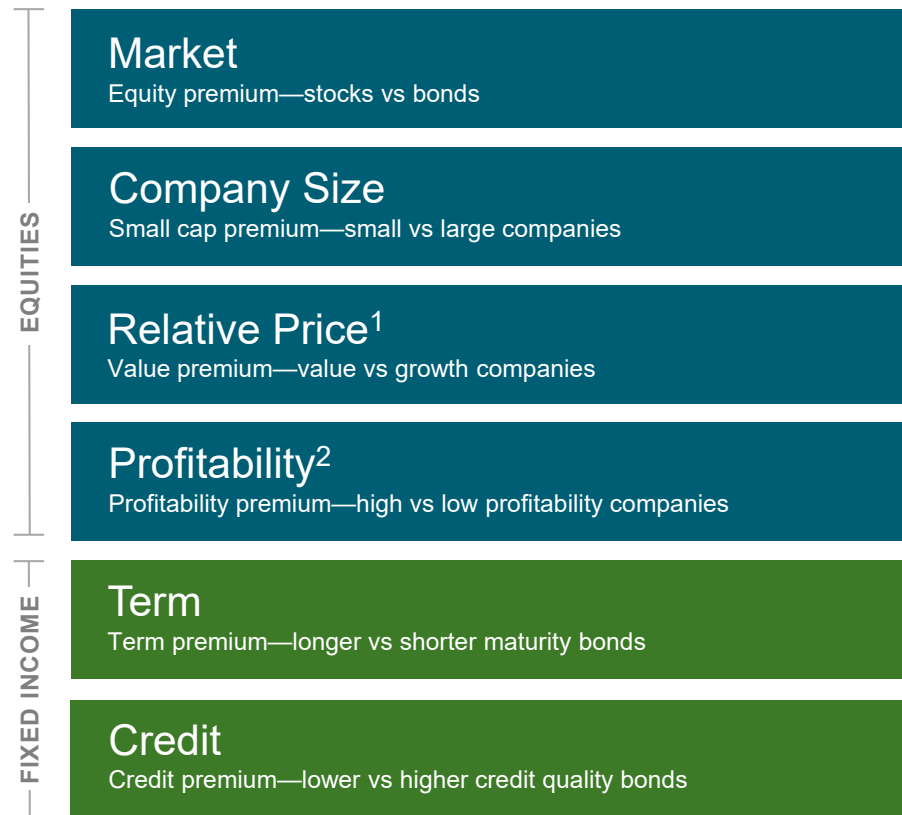 EQUITIES
Market
Equity premium—stocks vs bonds
Company Size
Small cap premium—small vs large companies
Relative Price¹
Value premium—value vs growth companies
Profitability²
Profitability premium—high vs low profitability companies
FIXED INCOME
Term
Term premium—longer vs shorter maturity bonds
Credit
Credit premium—lower vs higher credit quality bonds